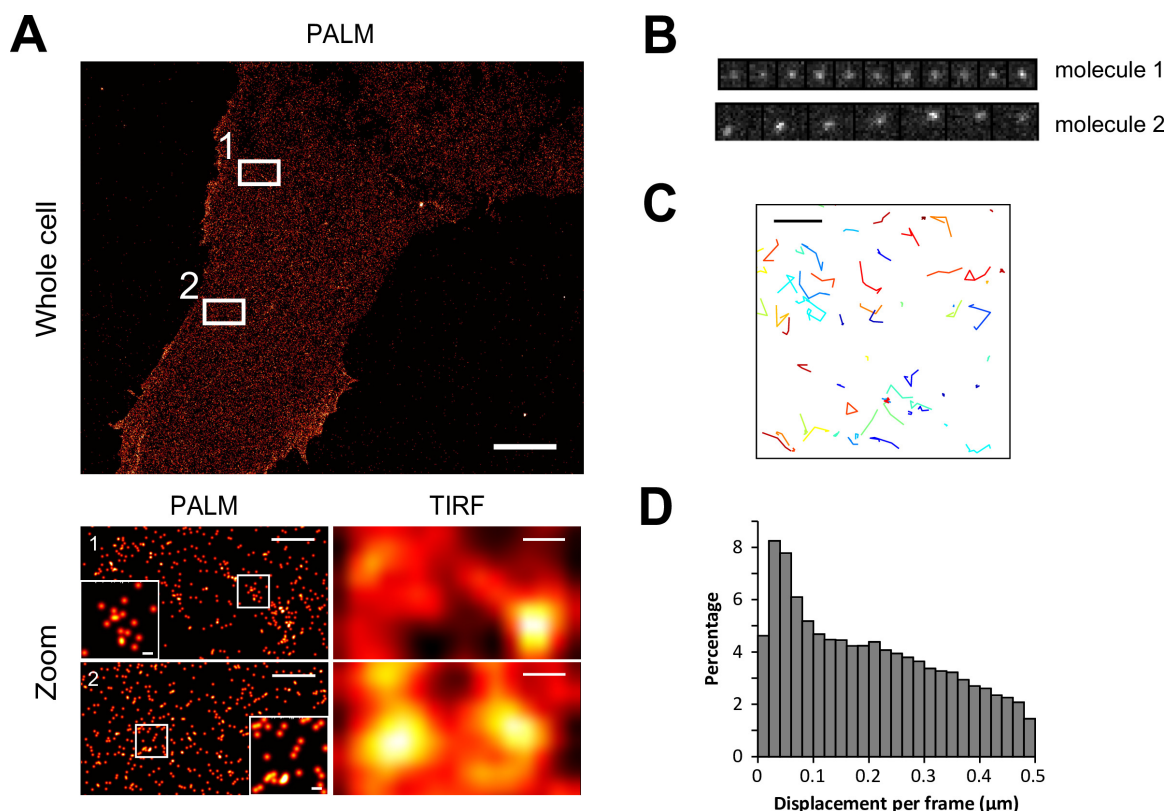 A
PALM
Whole cell
1
2
PALM
TIRF
Zoom
1
2
B
molecule 1
molecule 2
C
D
Percentage
8
6
4
2
0
0
0.1
0.2
0.3
0.4
0.5
Displacement per frame (µm)